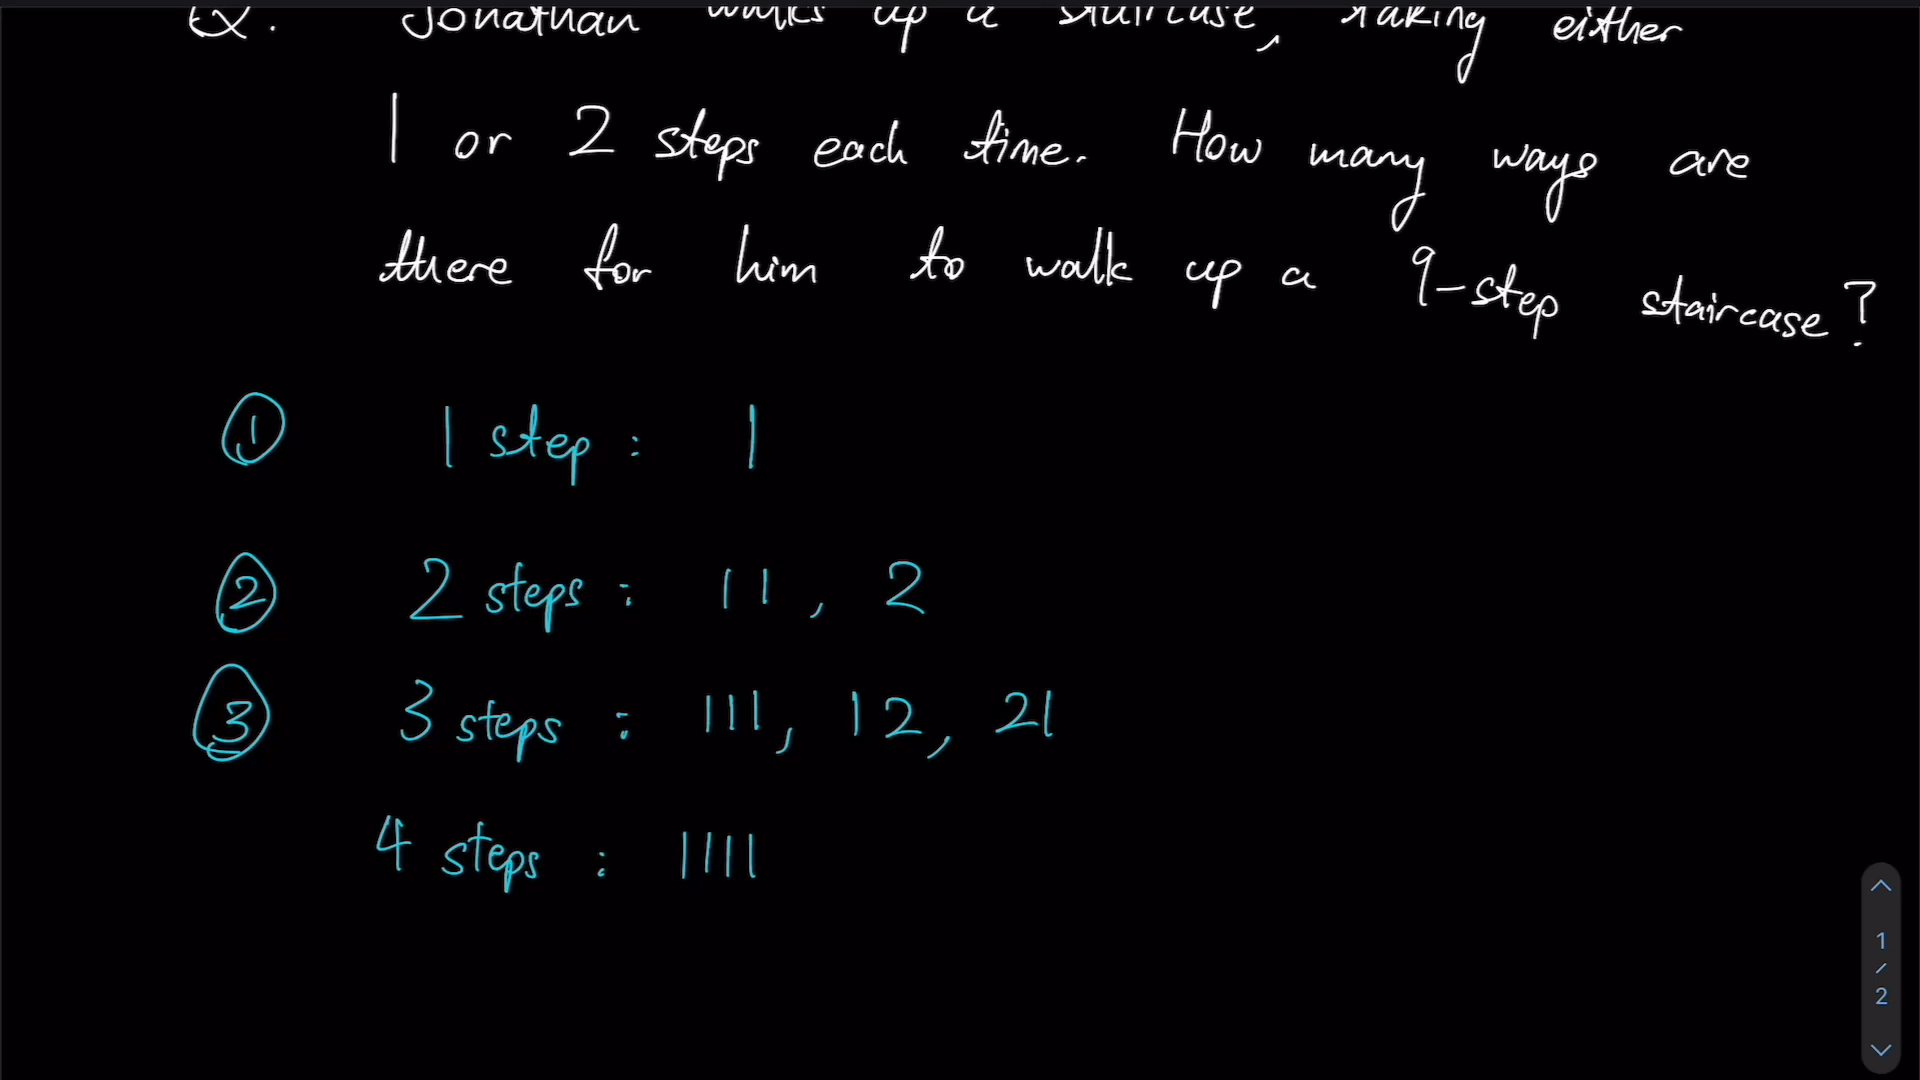 Q. Jonathan walks up a staircase, taking either
1 or 2 steps each time. How many ways are
there for him to walk up a 9-step staircase?
① 1 step : 1
② 2 steps : 11, 2
③ 3 steps : 111, 12, 21
4 steps : 1111
1
/
2